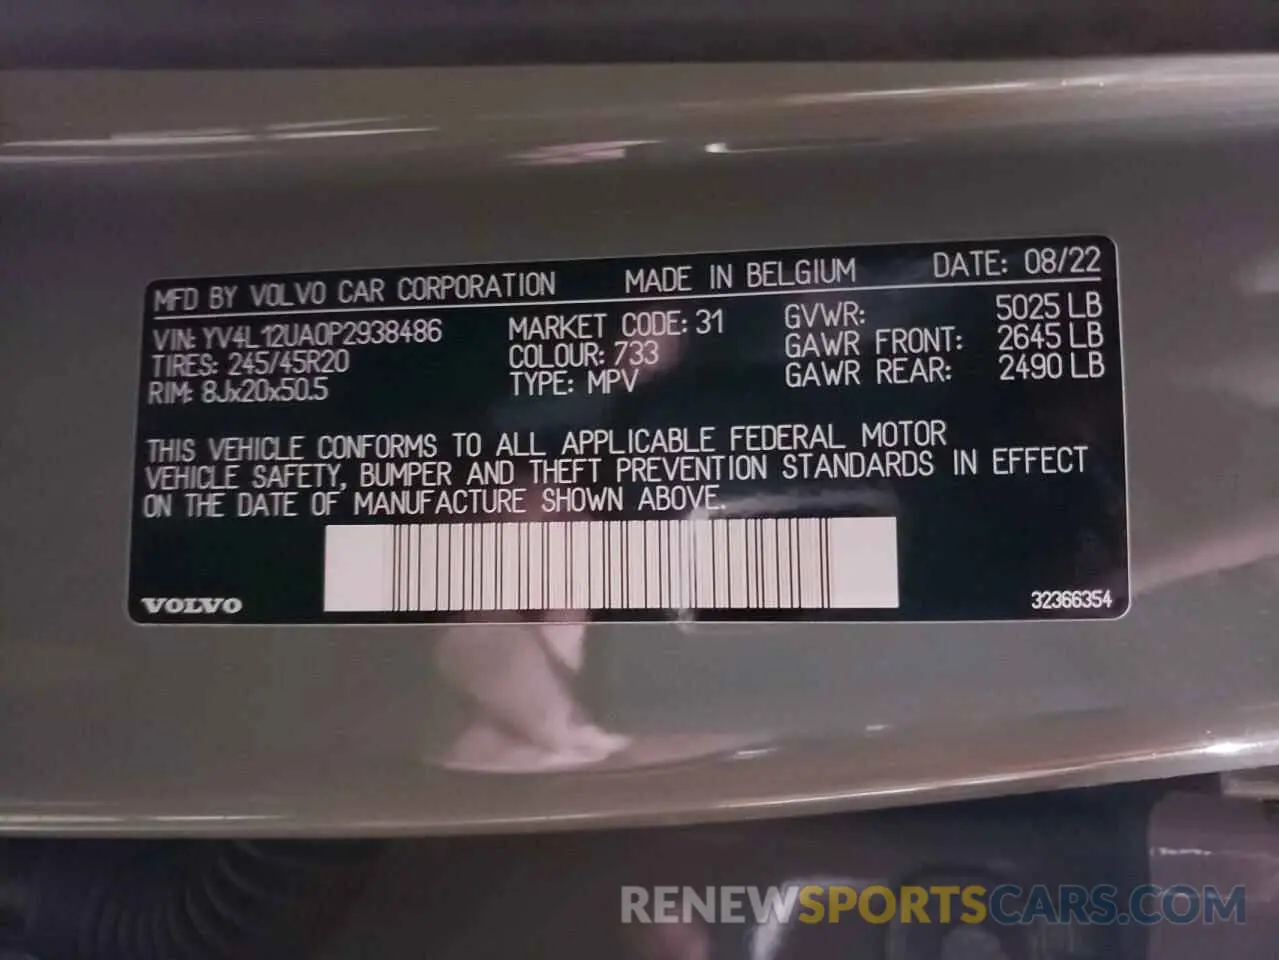 MFD BY VOLVO CAR CORPORATION MADE IN BELGIUM DATE: 08/22
VIN: YV4L12UA0P2938486 MARKET CODE: 31 GVWR: 5025 LB
TIRES: 245/45R20 COLOUR: 733 GAWR FRONT: 2645 LB
RIM: 8Jx20x50.5 TYPE: MPV GAWR REAR: 2490 LB
THIS VEHICLE CONFORMS TO ALL APPLICABLE FEDERAL MOTOR
VEHICLE SAFETY, BUMPER AND THEFT PREVENTION STANDARDS IN EFFECT
ON THE DATE OF MANUFACTURE SHOWN ABOVE.
VOLVO 32366354
RENEWSPORTSCARS.COM